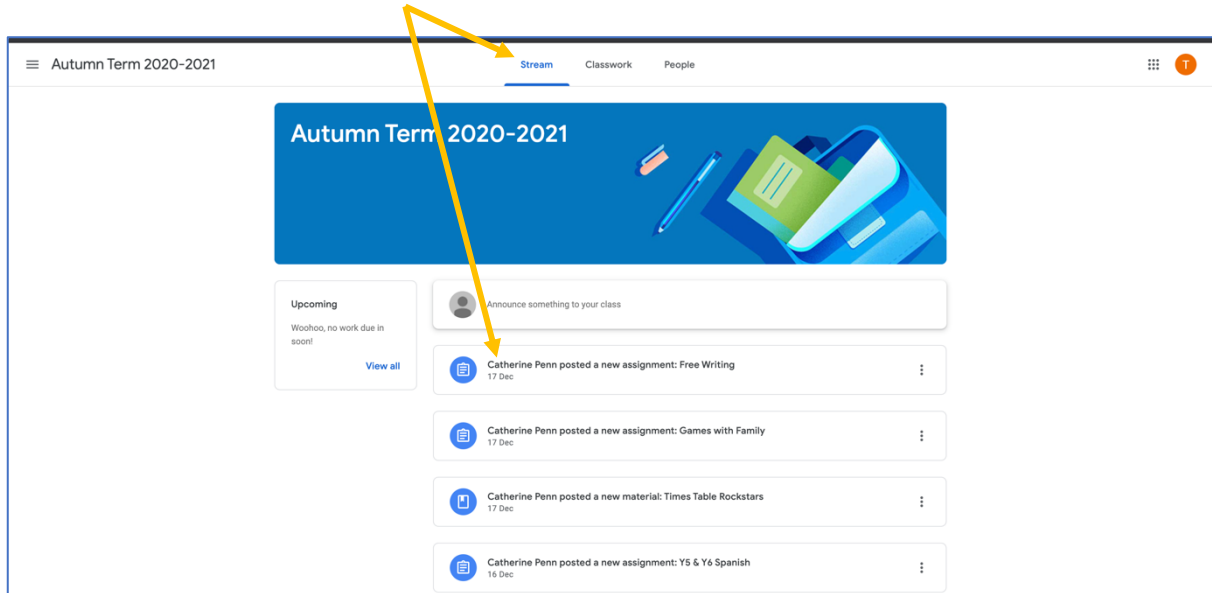 Autumn Term 2020-2021
Stream Classwork People
T
Autumn Term 2020-2021
Upcoming
Woohoo, no work due in
soon!
View all
Announce something to your class
Catherine Penn posted a new assignment: Free Writing
17 Dec
Catherine Penn posted a new assignment: Games with Family
17 Dec
Catherine Penn posted a new material: Times Table Rockstars
17 Dec
Catherine Penn posted a new assignment: Y5 & Y6 Spanish
16 Dec